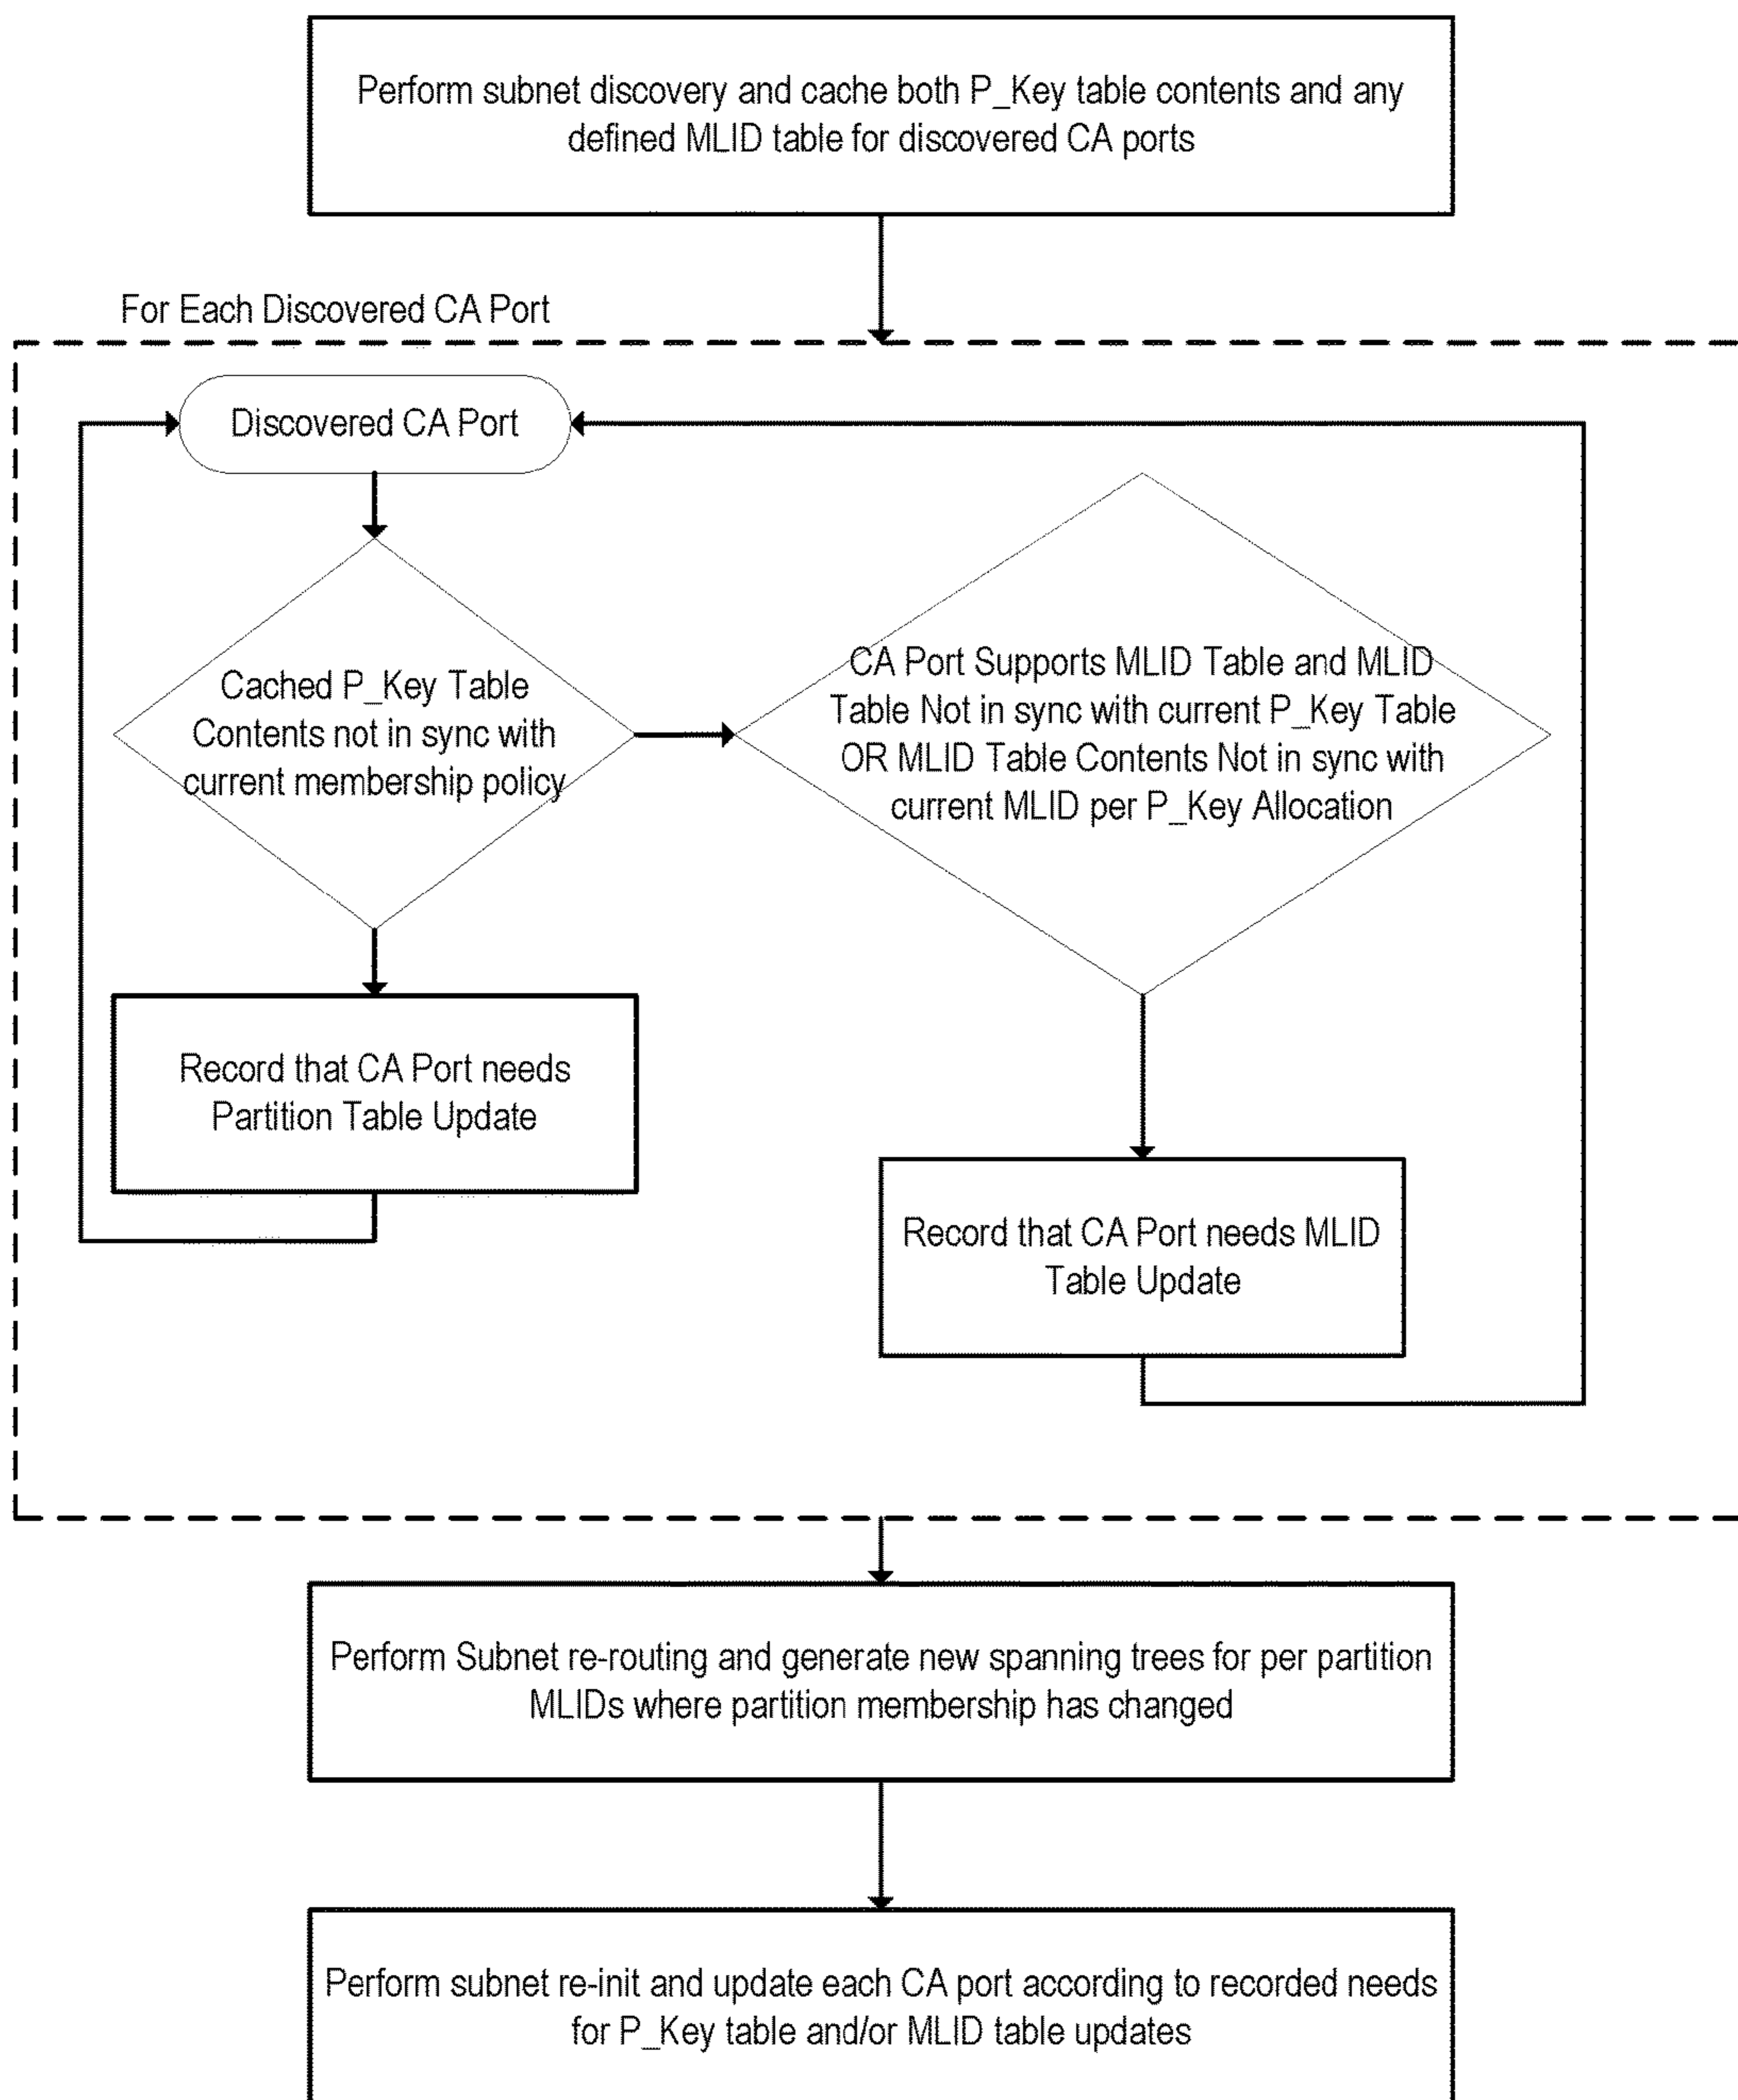 Perform subnet discovery and cache both P_Key table contents and any
defined MLID table for discovered CA ports
For Each Discovered CA Port
Discovered CA Port
Cached P_Key Table
Contents not in sync with
current membership policy
CA Port Supports MLID Table and MLID
Table Not in sync with current P_Key Table
OR MLID Table Contents Not in sync with
current MLID per P_Key Allocation
Record that CA Port needs
Partition Table Update
Record that CA Port needs MLID
Table Update
Perform Subnet re-routing and generate new spanning trees for per partition
MLIDs where partition membership has changed
Perform subnet re-init and update each CA port according to recorded needs
for P_Key table and/or MLID table updates